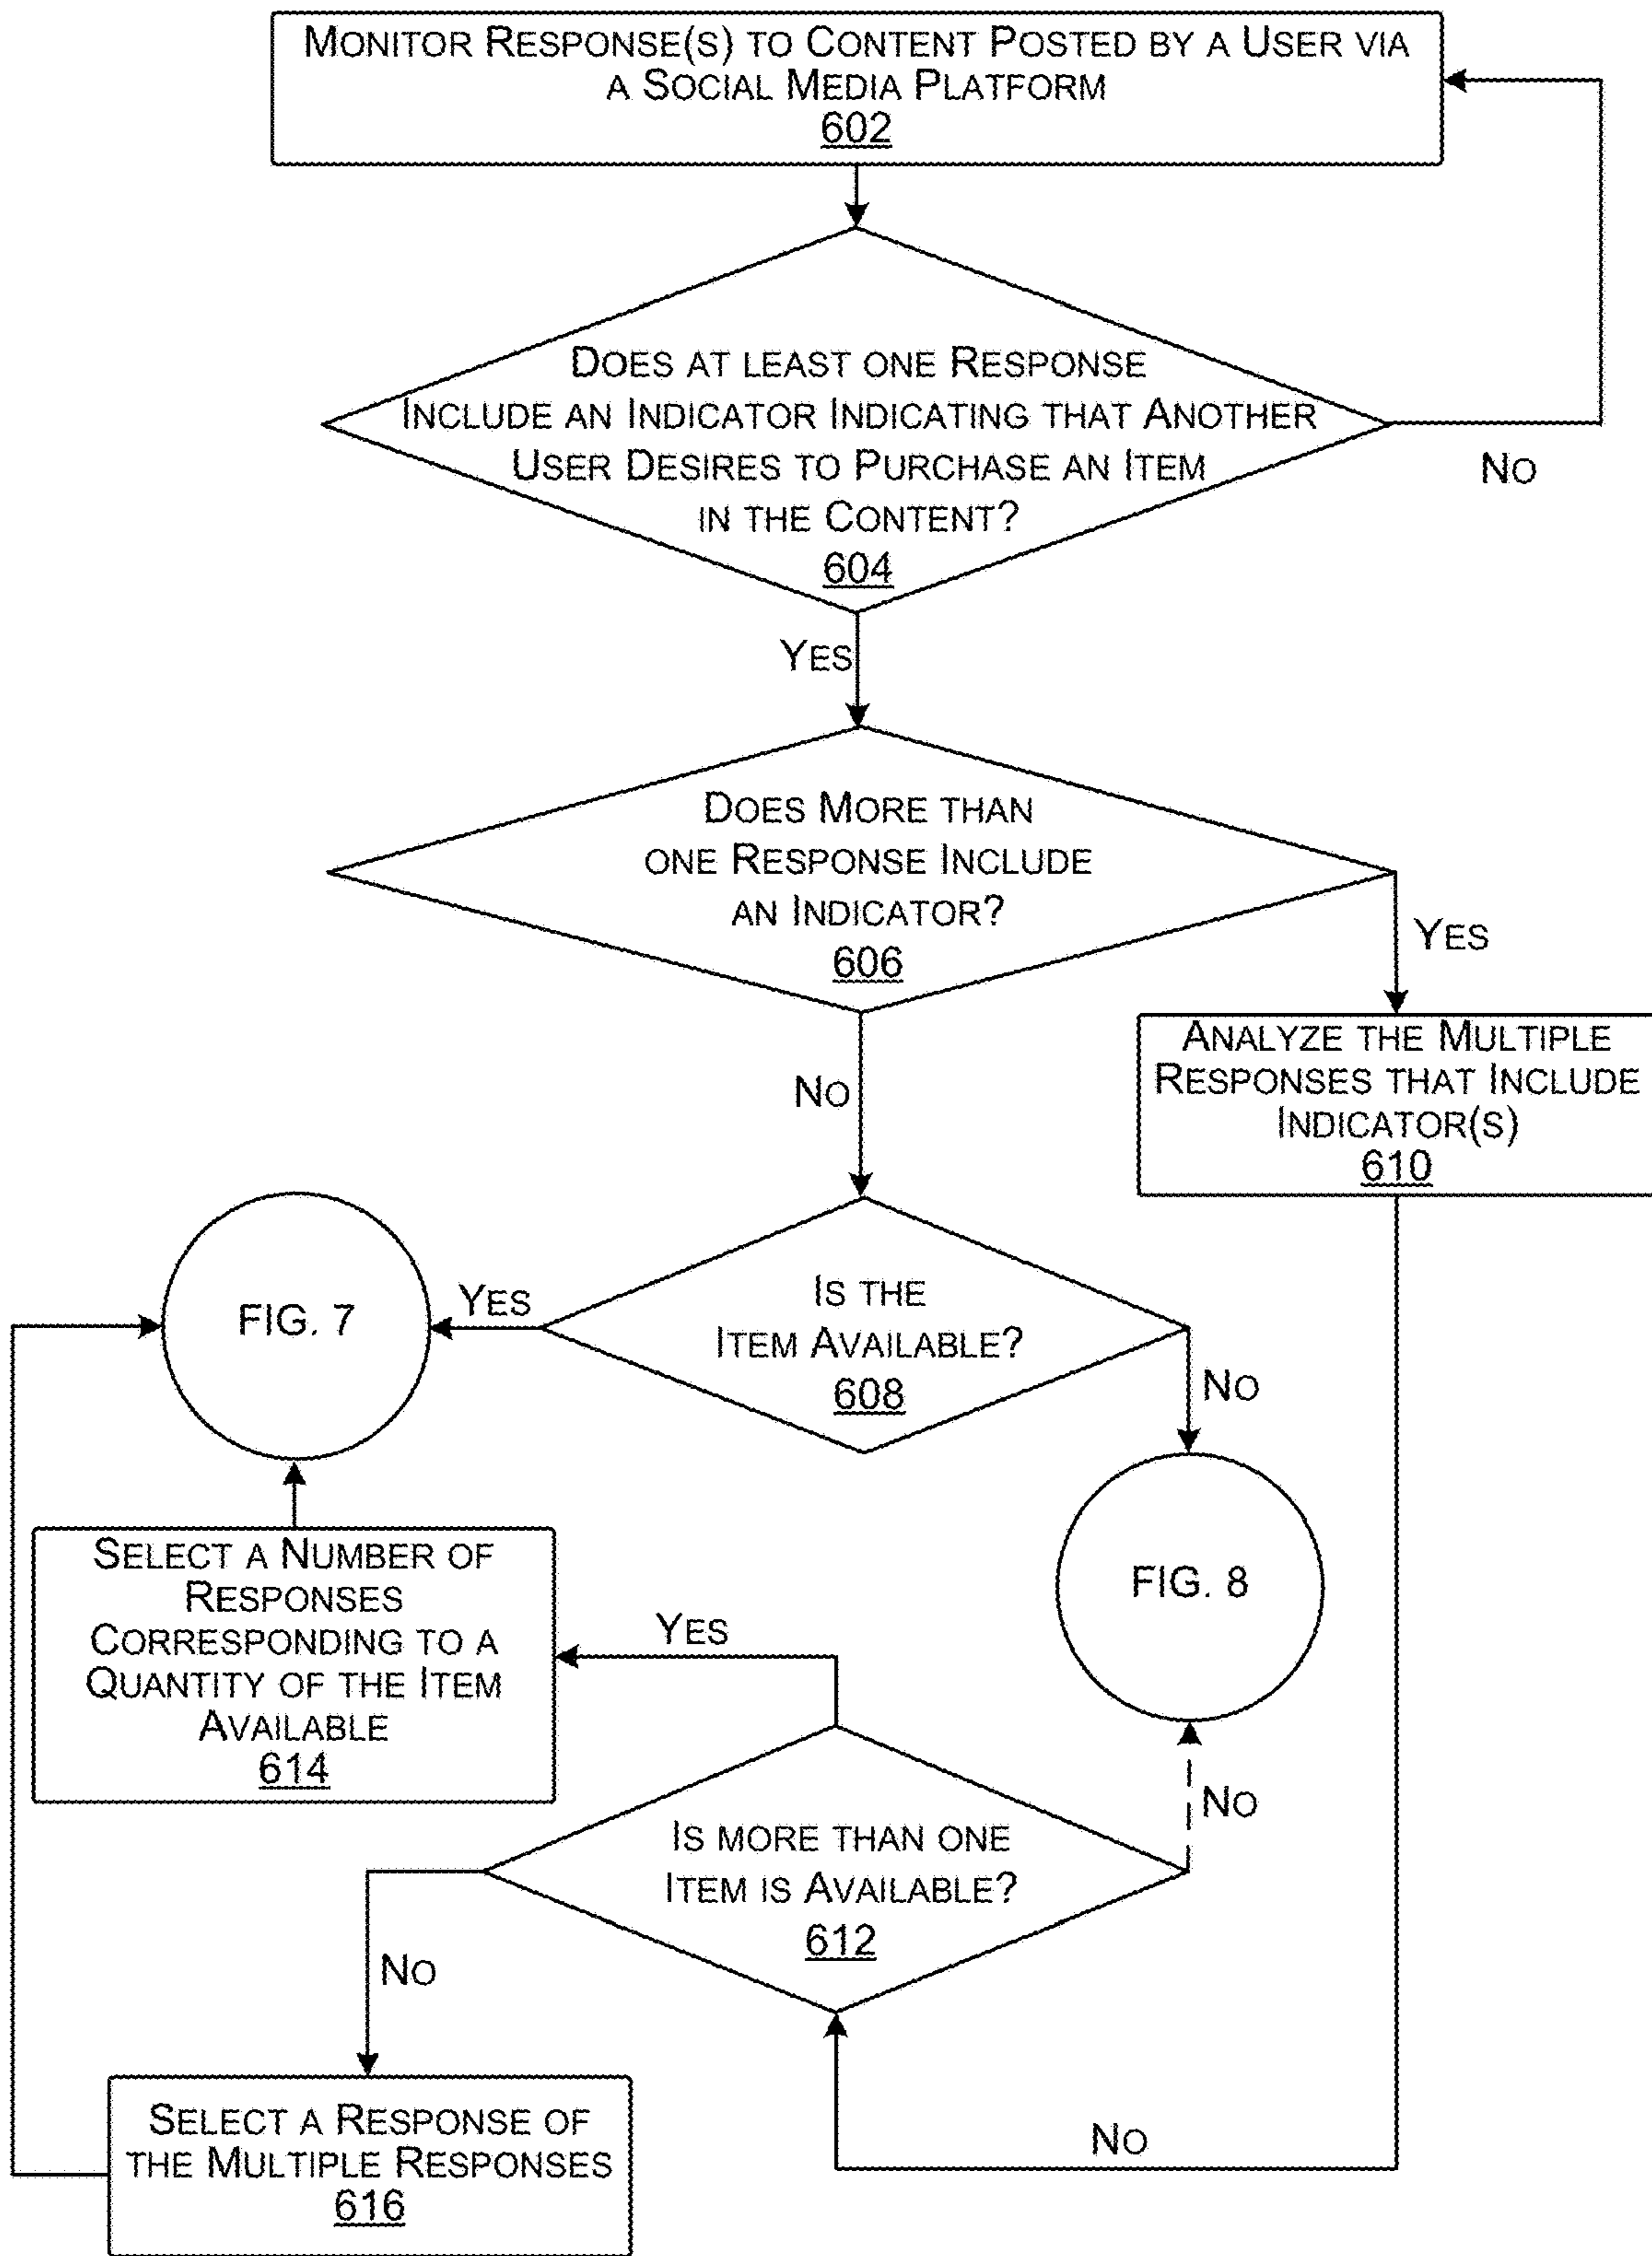 MONITOR RESPONSE(S) TO CONTENT POSTED BY A USER VIA
A SOCIAL MEDIA PLATFORM
602
DOES AT LEAST ONE RESPONSE
INCLUDE AN INDICATOR INDICATING THAT ANOTHER
USER DESIRES TO PURCHASE AN ITEM
IN THE CONTENT?
604
NO
YES
DOES MORE THAN
ONE RESPONSE INCLUDE
AN INDICATOR?
606
YES
NO
ANALYZE THE MULTIPLE
RESPONSES THAT INCLUDE
INDICATOR(S)
610
IS THE
ITEM AVAILABLE?
608
YES
FIG. 7
NO
FIG. 8
SELECT A NUMBER OF
RESPONSES
CORRESPONDING TO A
QUANTITY OF THE ITEM
AVAILABLE
614
YES
NO
IS MORE THAN ONE
ITEM IS AVAILABLE?
612
NO
NO
SELECT A RESPONSE OF
THE MULTIPLE RESPONSES
616